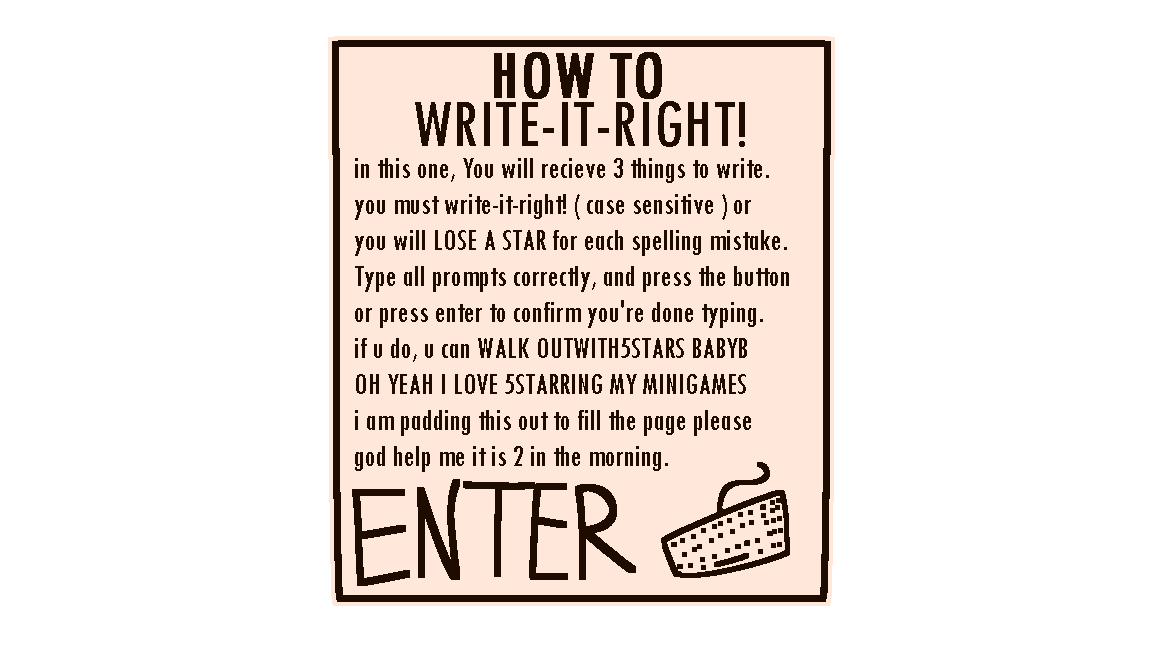 HOW TO
WRITE-IT-RIGHT!
in this one, You will recieve 3 things to write.
you must write-it-right! ( case sensitive ) or
you will LOSE A STAR for each spelling mistake.
Type all prompts correctly, and press the button
or press enter to confirm you're done typing.
if u do, u can WALK OUTWITH5STARS BABYB
OH YEAH I LOVE 5STARRING MY MINIGAMES
i am padding this out to fill the page please
god help me it is 2 in the morning.
ENTER